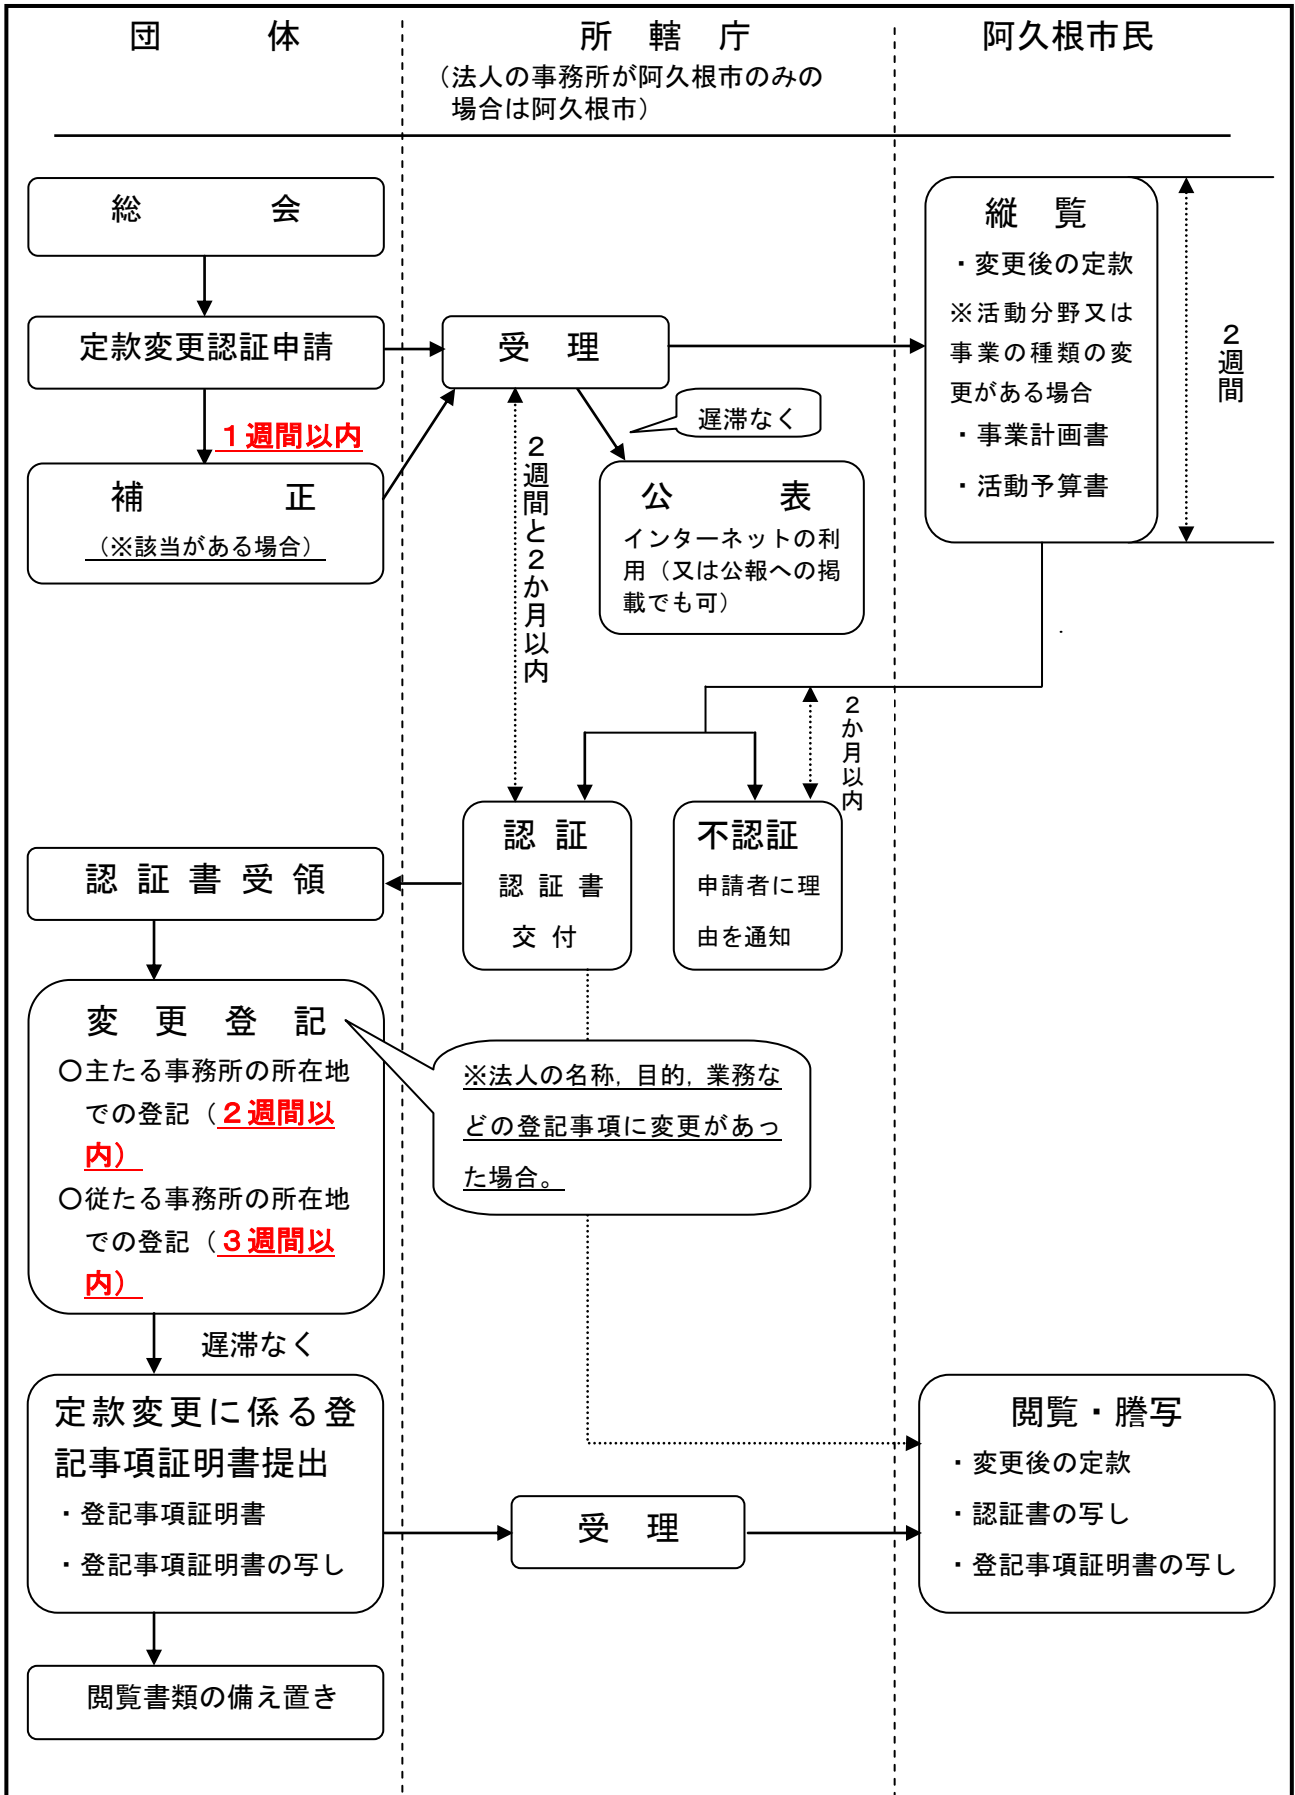 団体
所轄庁
（法人の事務所が阿久根市のみの
場合は阿久根市）
阿久根市民
総会
定款変更認証申請
１週間以内
補正
（※該当がある場合）
受理
遅滞なく
公表
インターネットの利
用（又は公報への掲
載でも可）
２週間と２か月以内
縦覧
・変更後の定款
※活動分野又は
事業の種類の変
更がある場合
・事業計画書
・活動予算書
２週間
２か月以内
認証
認証書
交付
不認証
申請者に理
由を通知
認証書受領
変更登記
○主たる事務所の所在地
での登記（２週間以
内）
○従たる事務所の所在地
での登記（３週間以
内）
※法人の名称，目的，業務な
どの登記事項に変更があっ
た場合。
遅滞なく
定款変更に係る登
記事項証明書提出
・登記事項証明書
・登記事項証明書の写し
受理
閲覧・謄写
・変更後の定款
・認証書の写し
・登記事項証明書の写し
閲覧書類の備え置き